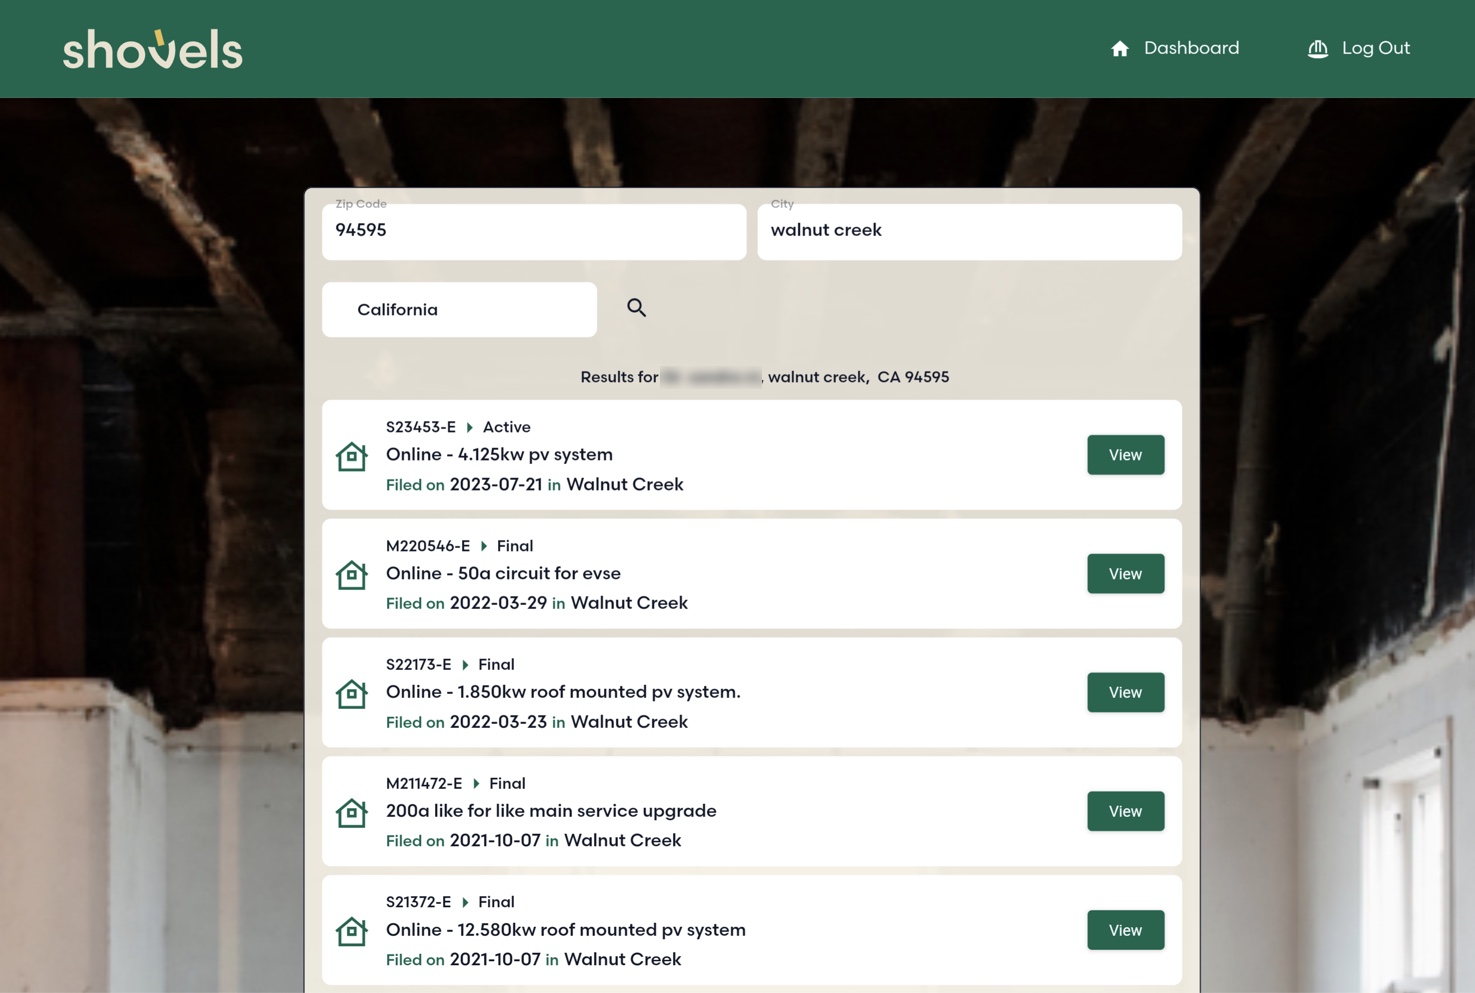 shovels
Dashboard
Log Out
Zip Code
94595
City
walnut creek
California
Results for , walnut creek, CA 94595
S23453-E Active
Online - 4.125kw pv system
Filed on 2023-07-21 in Walnut Creek
View
M220546-E Final
Online - 50a circuit for evse
Filed on 2022-03-29 in Walnut Creek
View
S22173-E Final
Online - 1.850kw roof mounted pv system.
Filed on 2022-03-23 in Walnut Creek
View
M211472-E Final
200a like for like main service upgrade
Filed on 2021-10-07 in Walnut Creek
View
S21372-E Final
Online - 12.580kw roof mounted pv system
Filed on 2021-10-07 in Walnut Creek
View